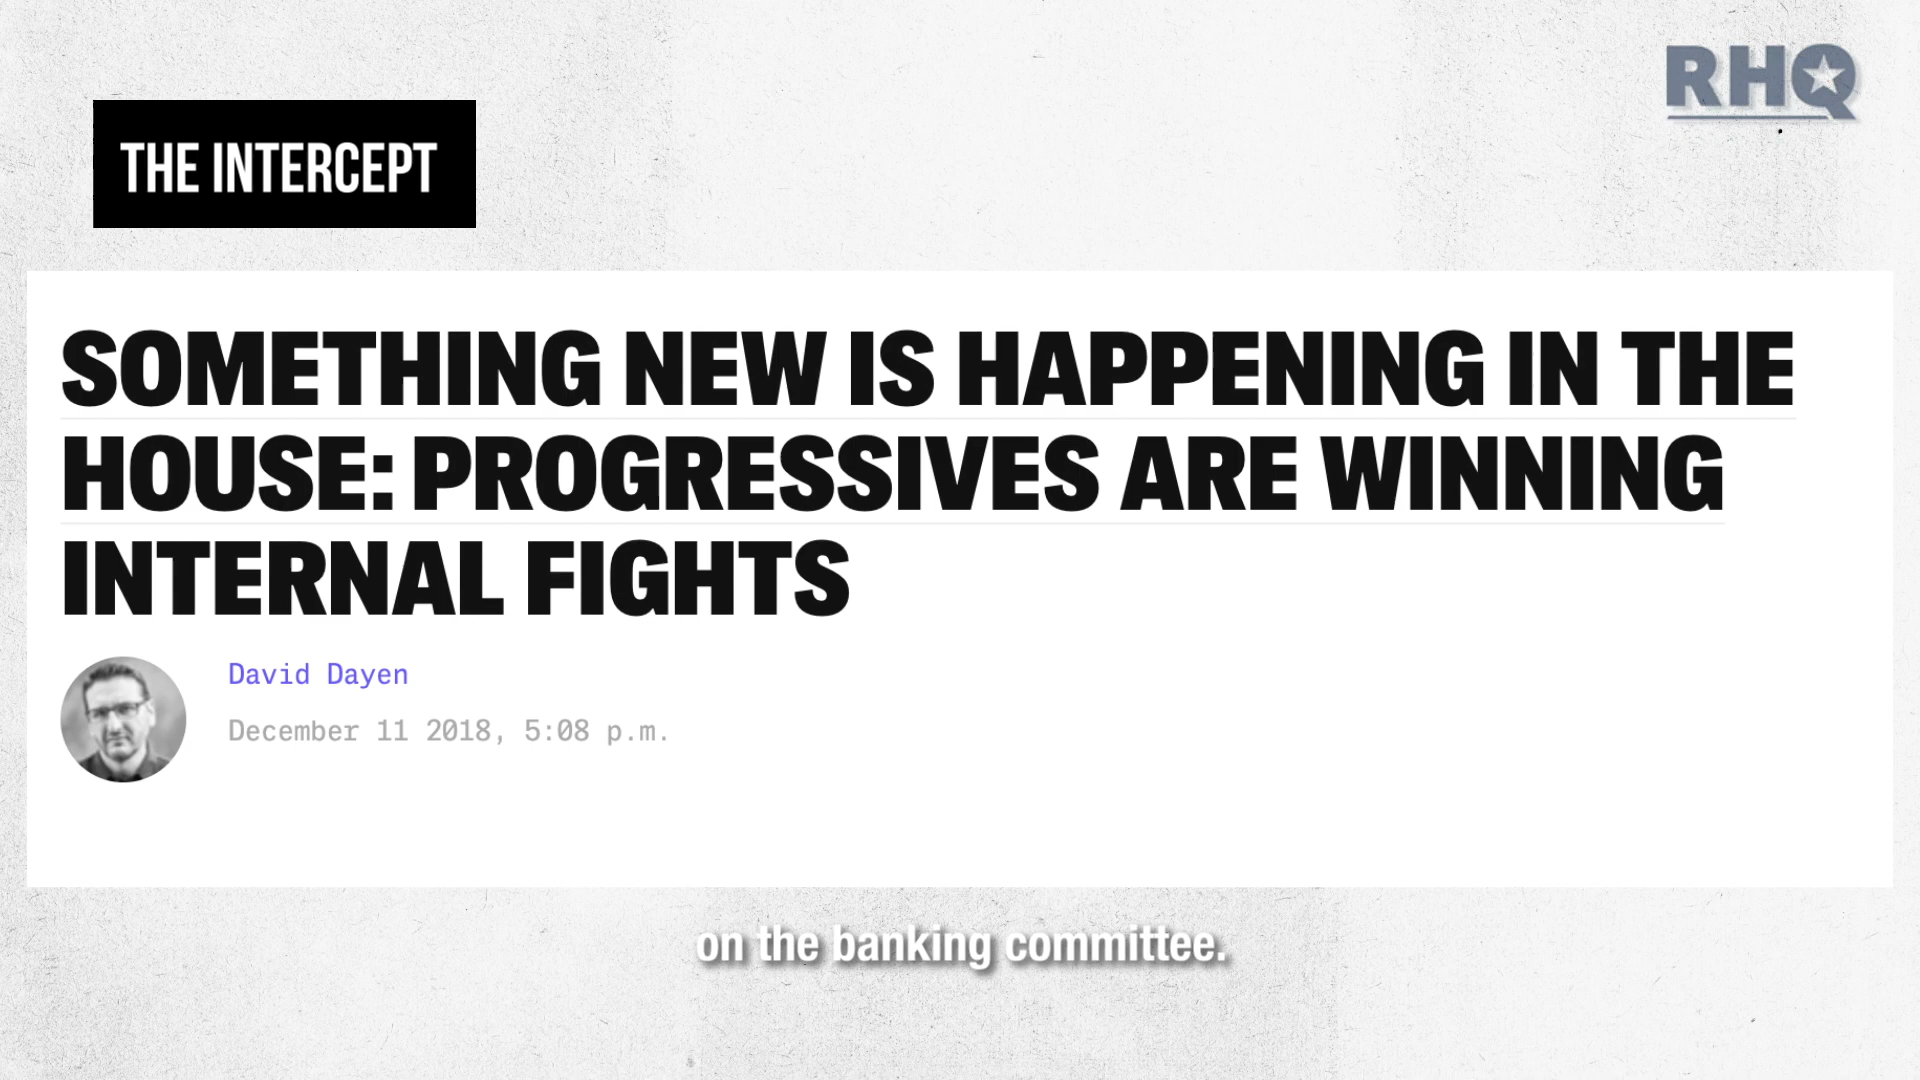 RHQ
THE INTERCEPT
SOMETHING NEW IS HAPPENING IN THE
HOUSE: PROGRESSIVES ARE WINNING
INTERNAL FIGHTS
David Dayen
December 11 2018, 5:08 p.m.
on the banking committee.